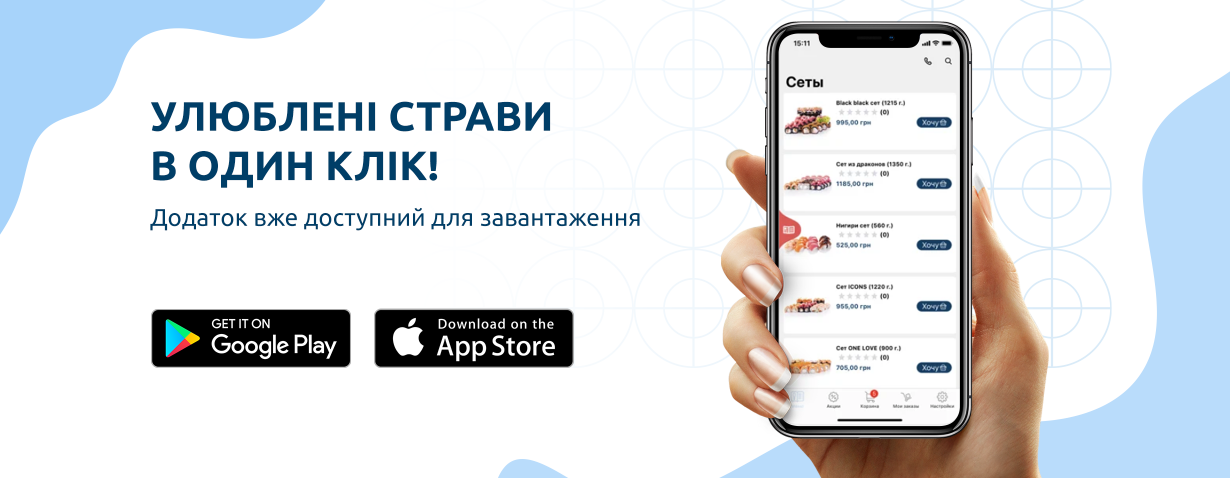 УЛЮБЛЕНІ СТРАВИ
В ОДИН КЛІК!
Додаток вже доступний для завантаження
GET IT ON
Google Play
Download on the
App Store
15:11
Сеты
Black black сет (1215 г.)
(0)
995,00 грн
Хочу
Сет из драконов (1350 г.)
(0)
1185,00 грн
Хочу
Нигири сет (560 г.)
(0)
525,00 грн
Хочу
Сет ICONS (1220 г.)
(0)
955,00 грн
Хочу
Сет ONE LOVE (900 г.)
(0)
705,00 грн
Хочу
Акции
Корзина
Мои заказы
Настройки